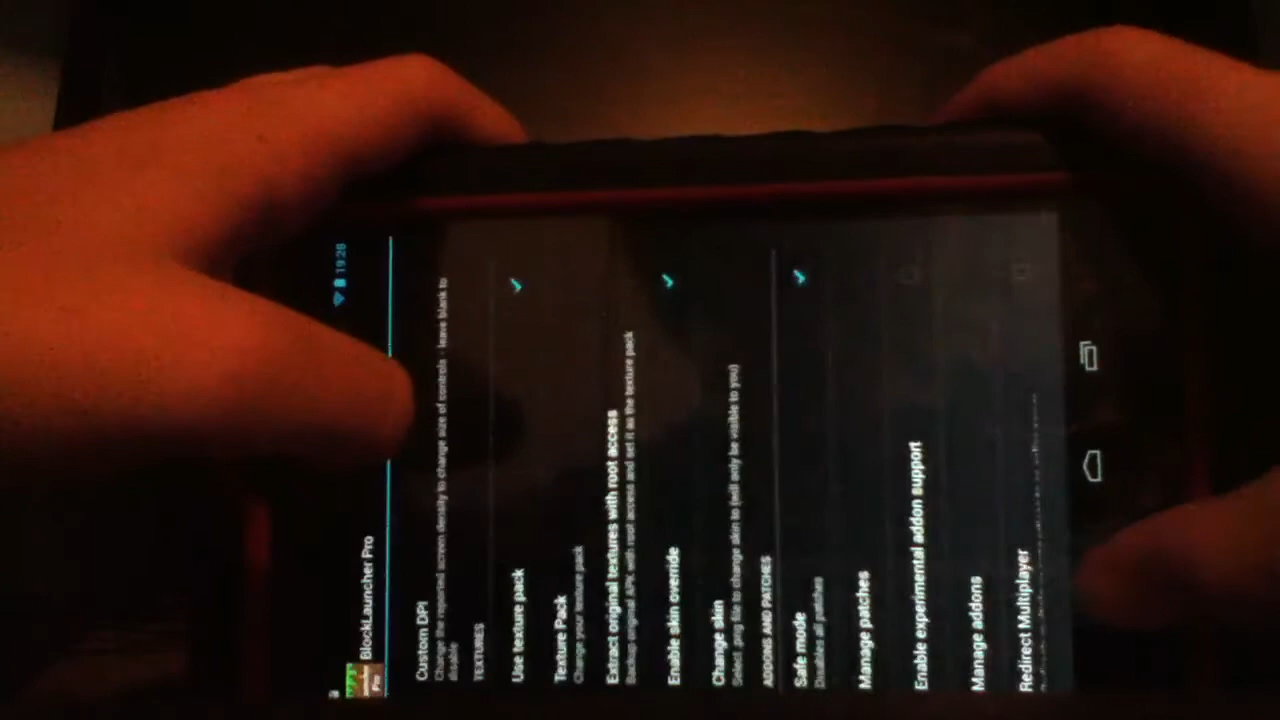 19:28
BlockLauncher Pro
Custom DPI
Change the reported screen density to change size of controls - leave blank to
disable
TEXTURES
Use texture pack
Texture Pack
Change your texture pack
Extract original textures with root access
Backup original APK with root access and set it as the texture pack
Enable skin override
Change skin
Select .png file to change skin to (will only be visible to you)
ADDONS AND PATCHES
Safe mode
Disables all patches
Manage patches
Enable experimental addon support
Manage addons
Redirect Multiplayer